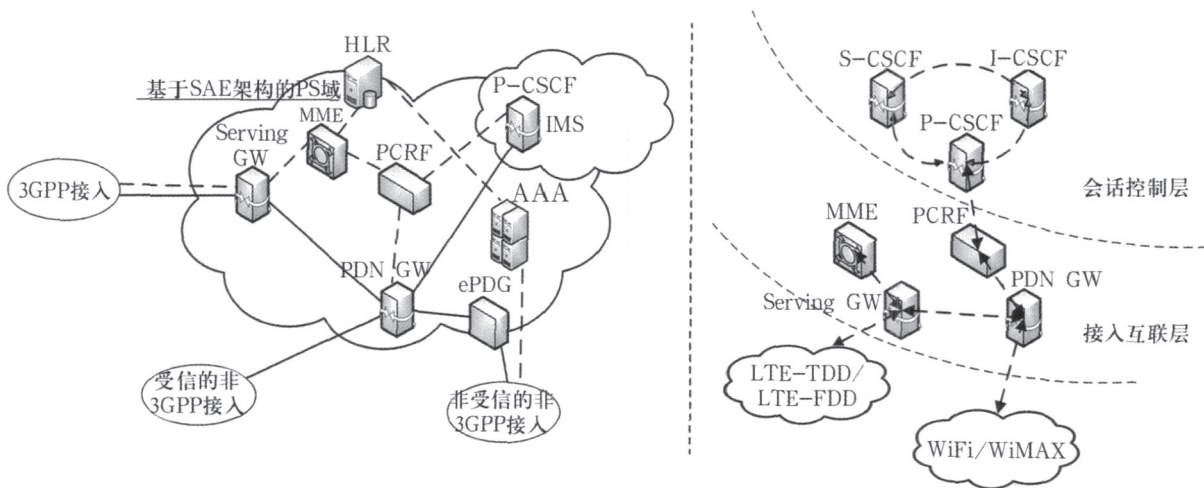 HLR
基于SAE架构的PS域
MME
Serving
GW
PCRF
P-CSCF
IMS
3GPP接入
AAA
PDN GW
ePDG
受信的非
3GPP接入
非受信的非
3GPP接入
S-CSCF
I-CSCF
P-CSCF
会话控制层
MME
PCRF
Serving GW
PDN GW
接入互联层
LTE-TDD/
LTE-FDD
WiFi/WiMAX